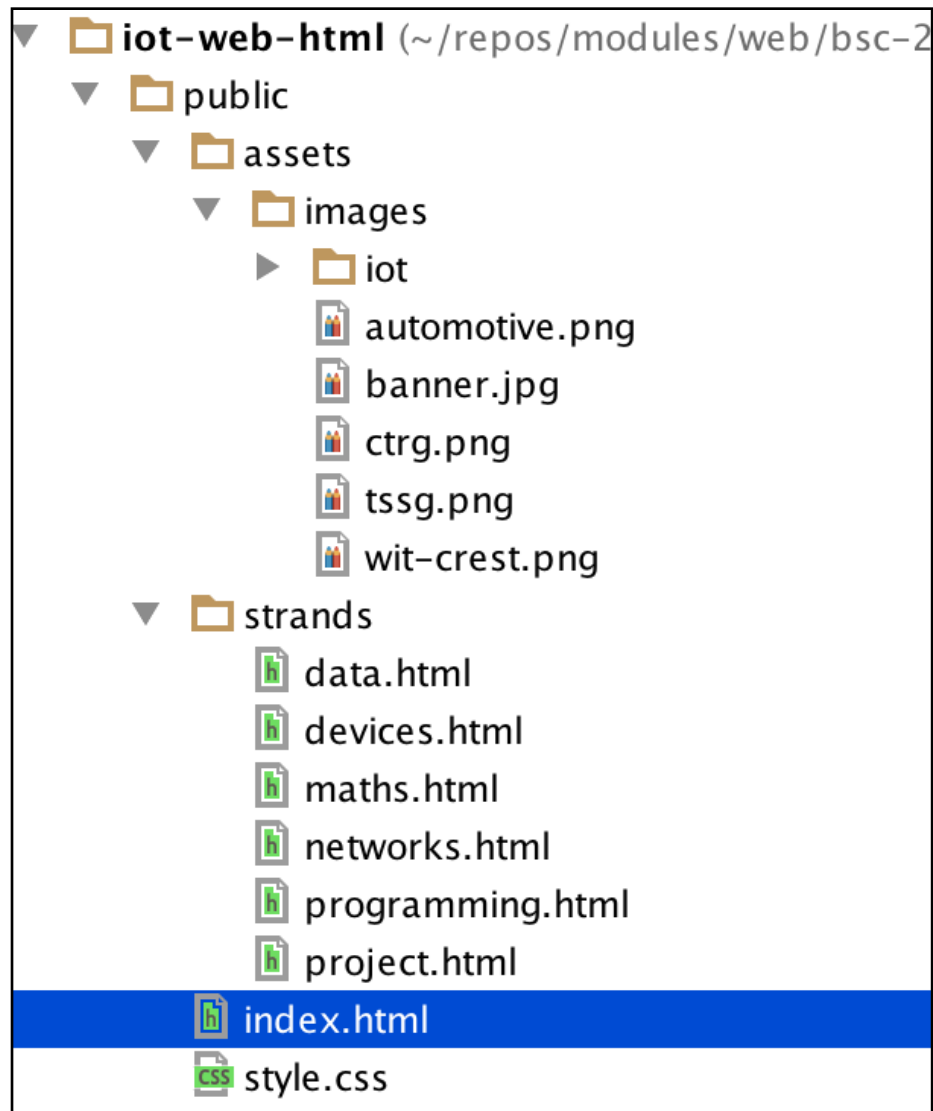 iot-web-html (~/repos/modules/web/bsc-2
public
assets
images
iot
automotive.png
banner.jpg
ctrg.png
tssg.png
wit-crest.png
strands
h data.html
h devices.html
h maths.html
h networks.html
h programming.html
h project.html
h index.html
CSS style.css